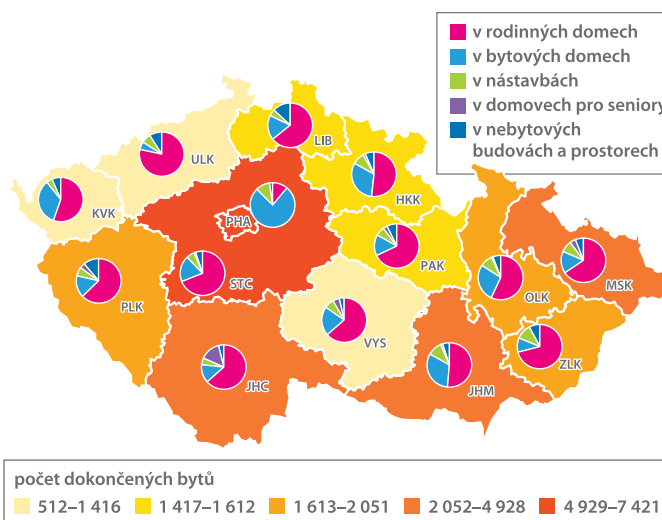 v rodinných domech
v bytových domech
v nástavbách
v domovech pro seniory
v nebytových
budovách a prostorech
LIB
ULK
HKK
KVK
PHA
PAK
STC
MSK
OLK
PLK
VYS
ZLK
JHC
JHM
počet dokončených bytů
512–1 416
1 417–1 612
1 613–2 051
2 052–4 928
4 929–7 421